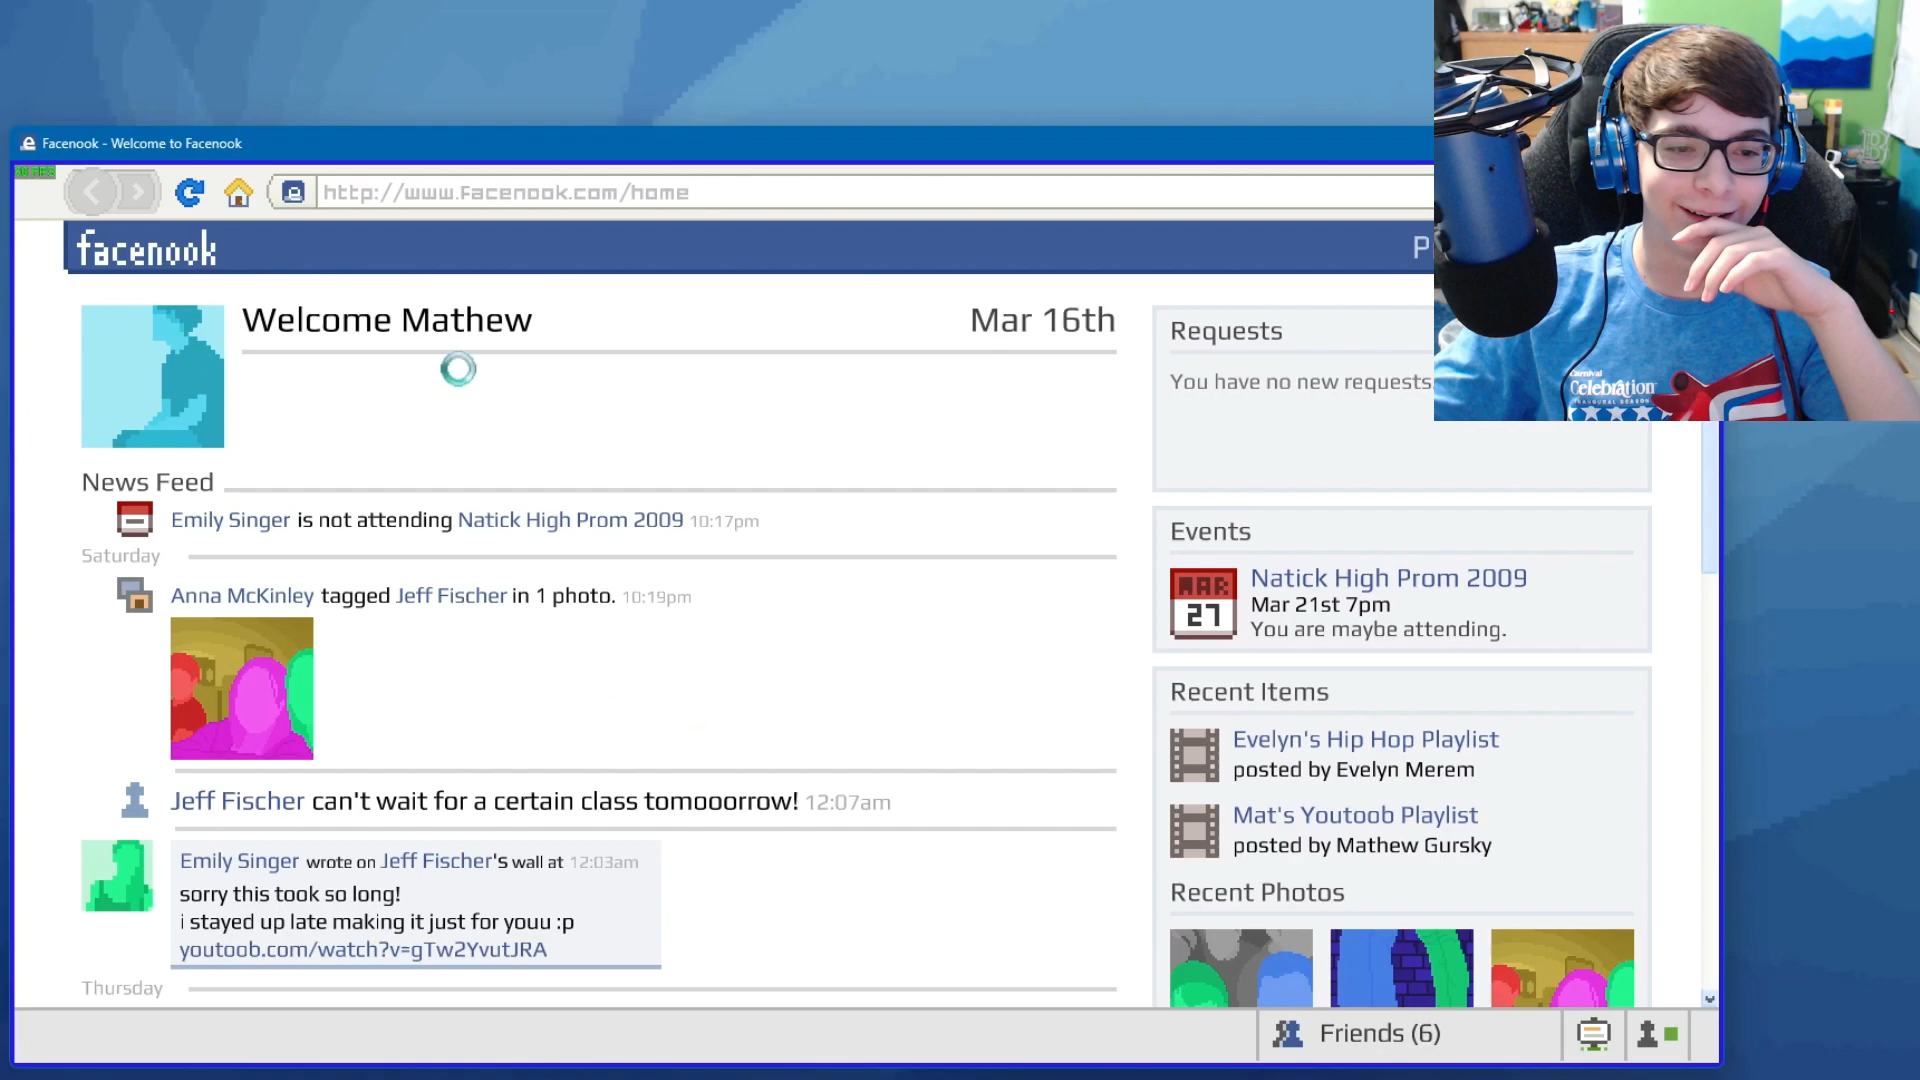 Facenook - Welcome to Facenook
http://www.Facenook.com/home
facenook
P
Welcome Mathew
Mar 16th
News Feed
Emily Singer is not attending Natick High Prom 2009 10:17pm
Saturday
Anna McKinley tagged Jeff Fischer in 1 photo. 10:19pm
Jeff Fischer can't wait for a certain class tomooorrow! 12:07am
Emily Singer wrote on Jeff Fischer's wall at 12:03am
sorry this took so long!
i stayed up late making it just for youu :p
youtoob.com/watch?v=gTw2YvutJRA
Thursday
Requests
You have no new requests.
Events
MAR
27
Natick High Prom 2009
Mar 21st 7pm
You are maybe attending.
Recent Items
Evelyn's Hip Hop Playlist
posted by Evelyn Merem
Mat's Youtoob Playlist
posted by Mathew Gursky
Recent Photos
Friends (6)
Carnival
Celebration
INAUGURAL SEASON
B